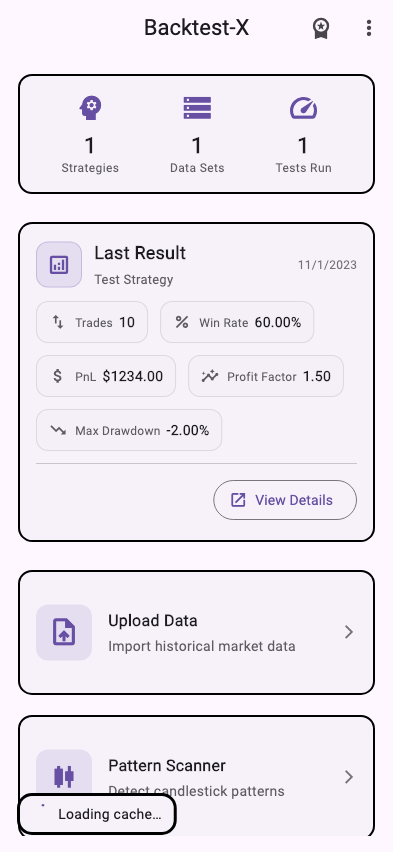 Backtest-X
1 1 1
Strategies Data Sets Tests Run
Last Result
11/1/2023
Test Strategy
Trades 10 Win Rate 60.00%
PnL $1234.00 Profit Factor 1.50
Max Drawdown -2.00%
View Details
Upload Data
Import historical market data
Pattern Scanner
Detect candlestick patterns
Loading cache...